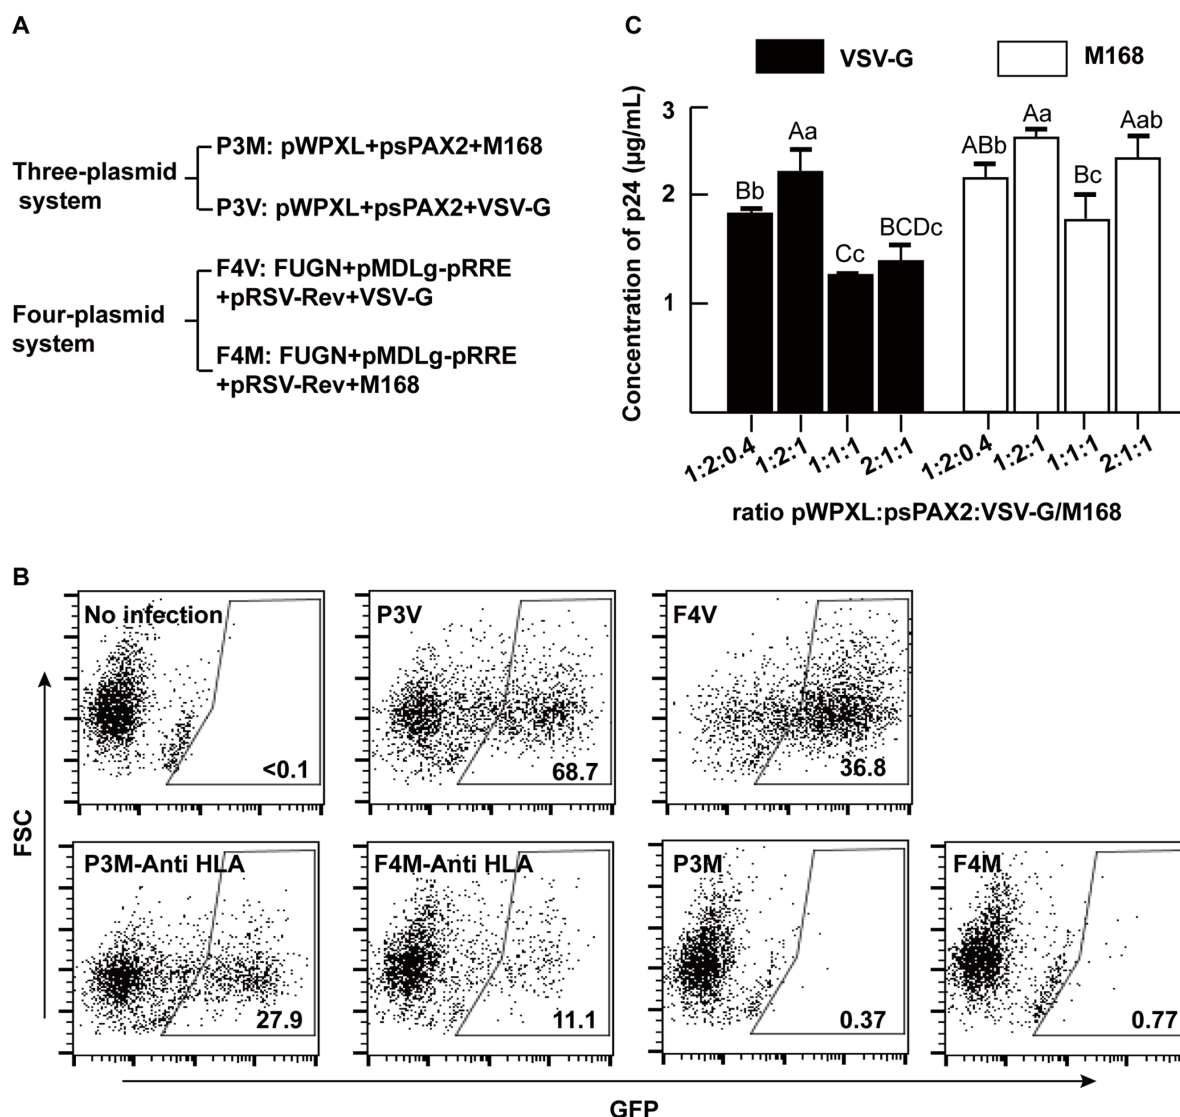 A
Three-plasmid
system
P3M: pWPXL+psPAX2+M168
P3V: pWPXL+psPAX2+VSV-G
Four-plasmid
system
F4V: FUGN+pMDLg-pRRE
+pRSV-Rev+VSV-G
F4M: FUGN+pMDLg-pRRE
+pRSV-Rev+M168
C
VSV-G
M168
Concentration of p24 (μg/mL)
3
2
1
Bb
Aa
Cc
BCDc
ABb
Aa
Bc
Aab
1:2:0.4
1:2:1
1:1:1
2:1:1
1:2:0.4
1:2:1
1:1:1
2:1:1
ratio pWPXL:psPAX2:VSV-G/M168
B
No infection
<0.1
P3V
68.7
F4V
36.8
P3M-Anti HLA
27.9
F4M-Anti HLA
11.1
P3M
0.37
F4M
0.77
FSC
GFP